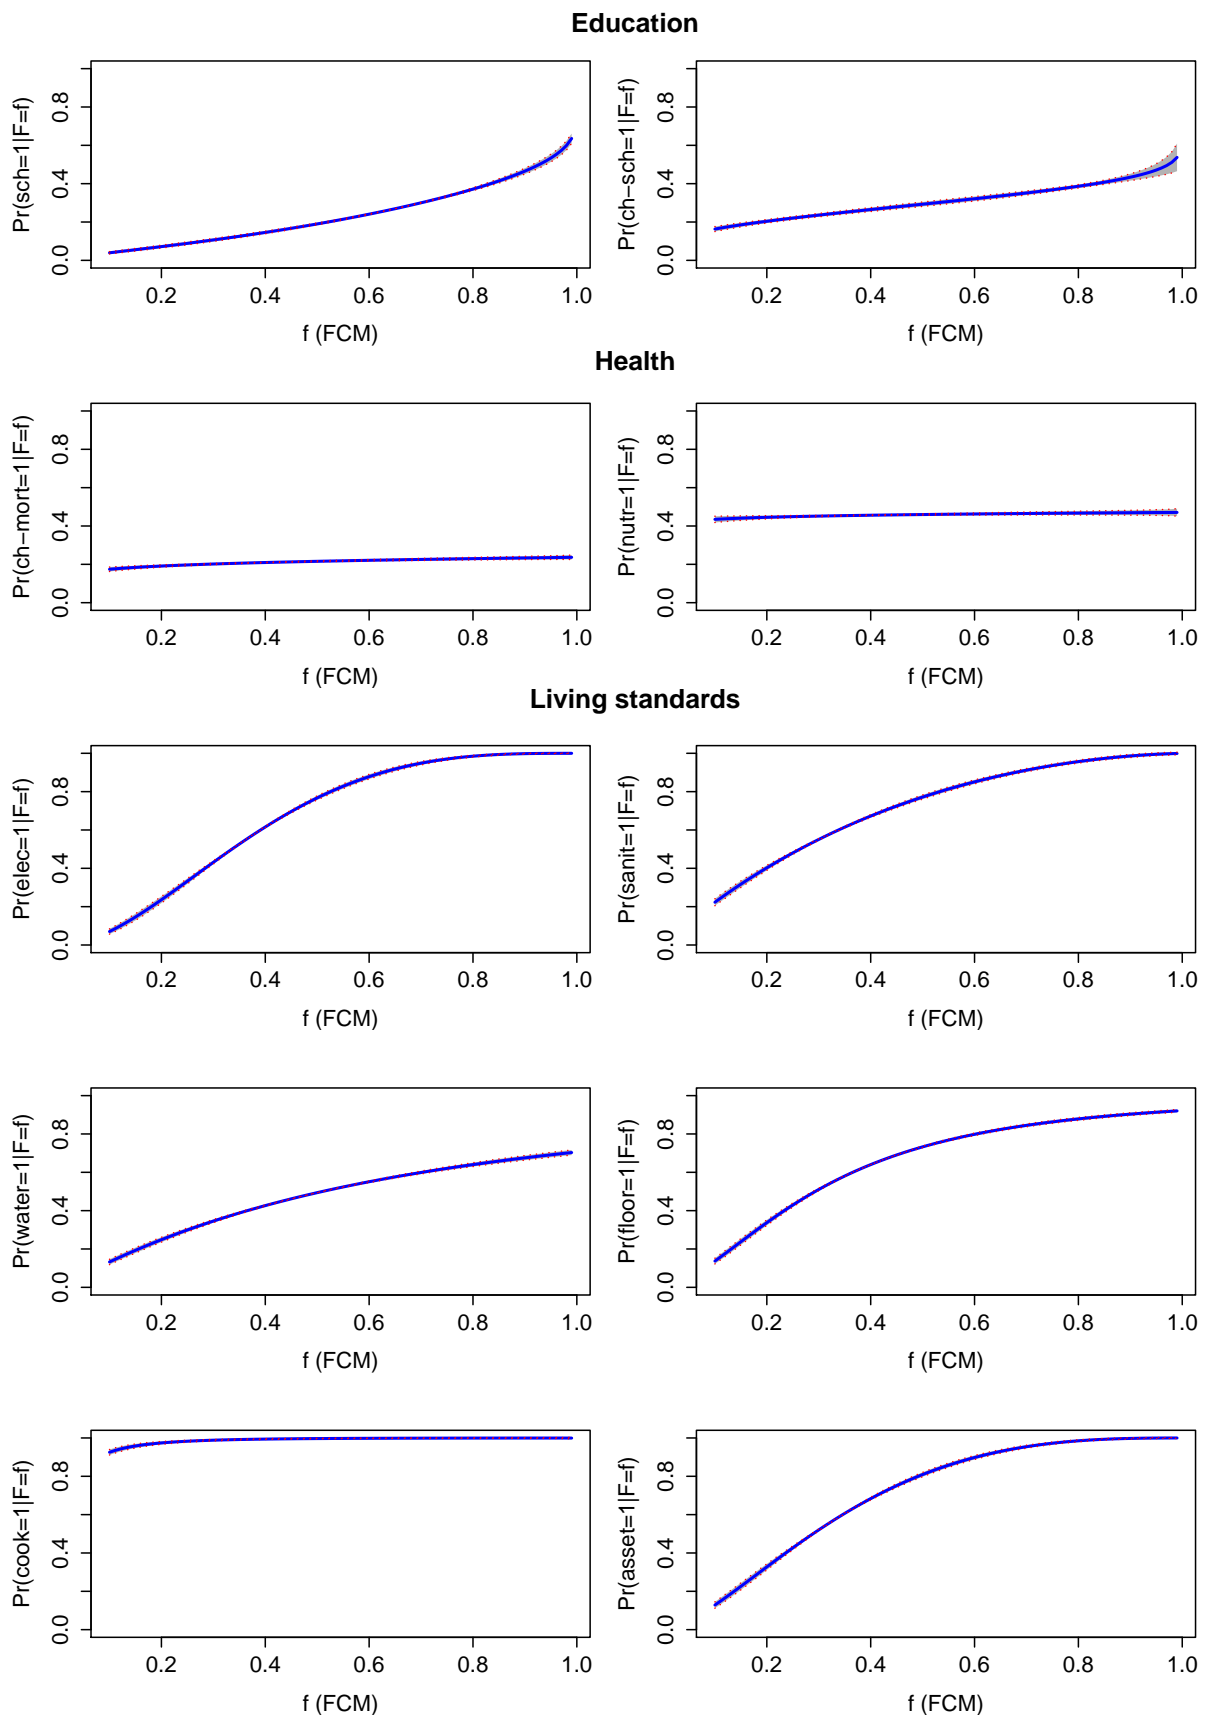 Education
Pr(sch=1|F=f)
0.0 0.4 0.8
0.2 0.4 0.6 0.8 1.0
f (FCM)
Pr(ch−sch=1|F=f)
0.0 0.4 0.8
0.2 0.4 0.6 0.8 1.0
f (FCM)
Health
Pr(ch−mort=1|F=f)
0.0 0.4 0.8
0.2 0.4 0.6 0.8 1.0
f (FCM)
Pr(nutr=1|F=f)
0.0 0.4 0.8
0.2 0.4 0.6 0.8 1.0
f (FCM)
Living standards
Pr(elec=1|F=f)
0.0 0.4 0.8
0.2 0.4 0.6 0.8 1.0
f (FCM)
Pr(sanit=1|F=f)
0.0 0.4 0.8
0.2 0.4 0.6 0.8 1.0
f (FCM)
Pr(water=1|F=f)
0.0 0.4 0.8
0.2 0.4 0.6 0.8 1.0
f (FCM)
Pr(floor=1|F=f)
0.0 0.4 0.8
0.2 0.4 0.6 0.8 1.0
f (FCM)
Pr(cook=1|F=f)
0.0 0.4 0.8
0.2 0.4 0.6 0.8 1.0
f (FCM)
Pr(asset=1|F=f)
0.0 0.4 0.8
0.2 0.4 0.6 0.8 1.0
f (FCM)